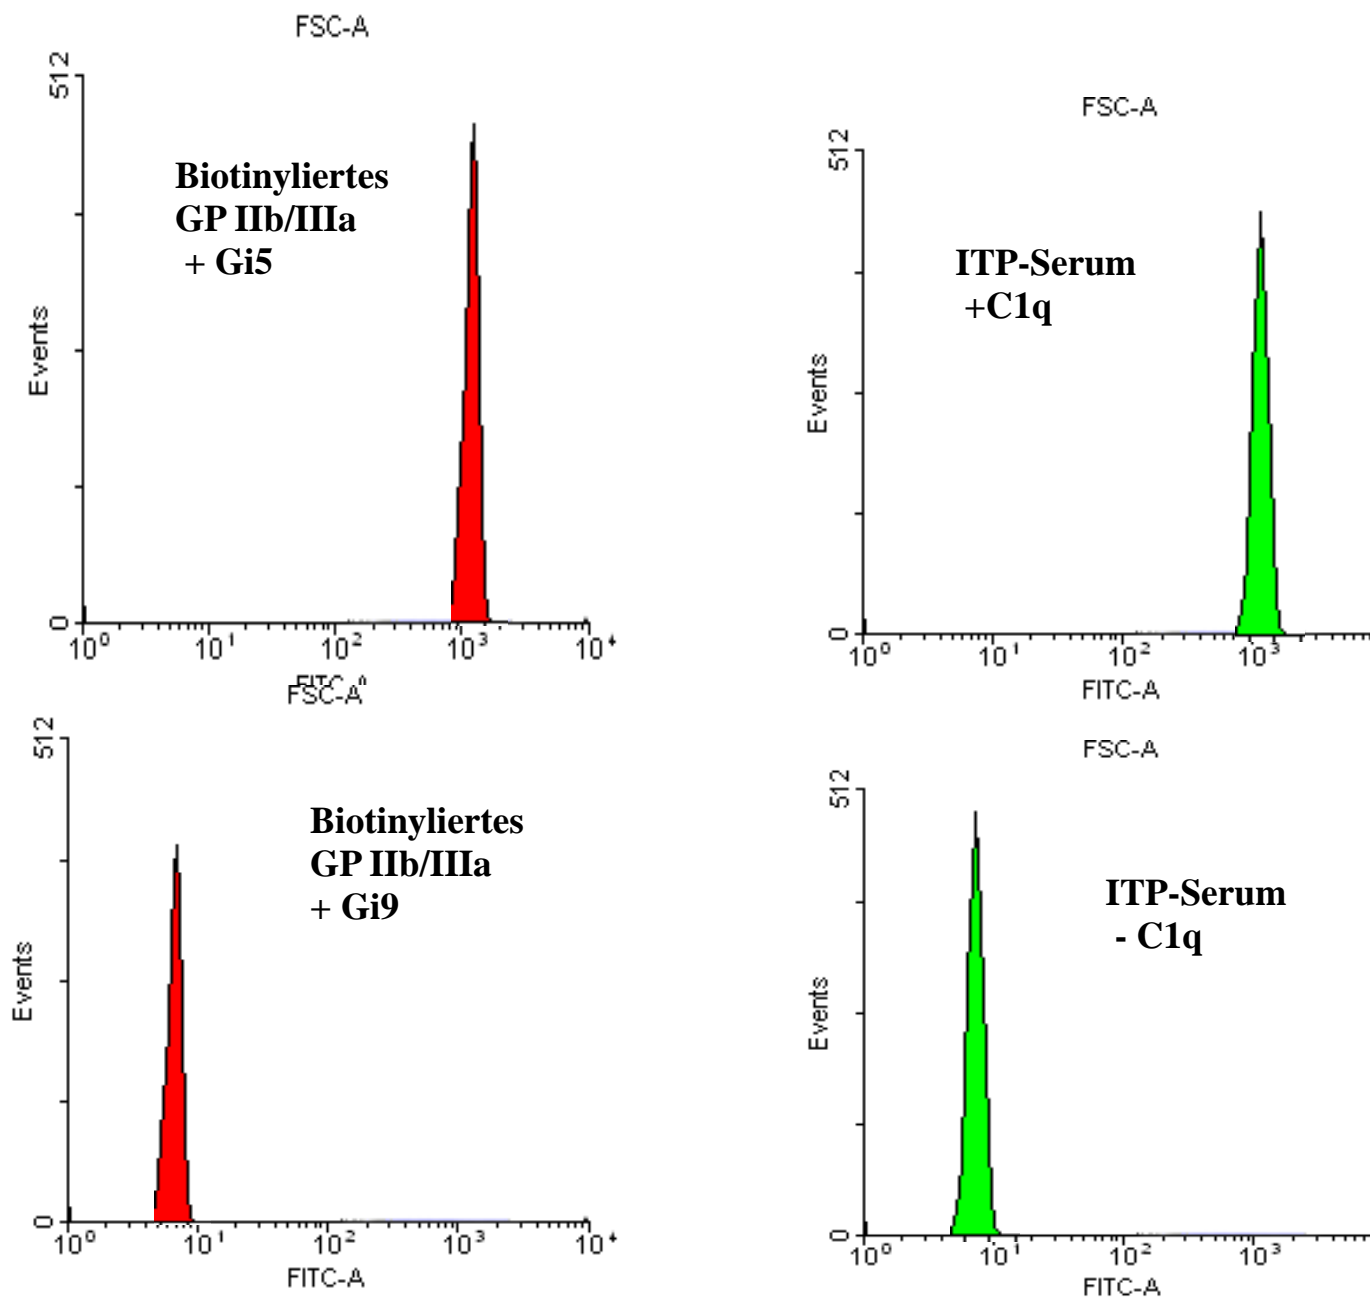 FSC-A
512
Biotinyliertes
GP IIb/IIIa
+ Gi5
Events
0
10⁰ 10¹ 10² 10³ 10⁴
FITC-A
FSC-A
512
ITP-Serum
+C1q
Events
0
10⁰ 10¹ 10² 10³
FITC-A
FSC-A
512
Biotinyliertes
GP IIb/IIIa
+ Gi9
Events
0
10⁰ 10¹ 10² 10³ 10⁴
FITC-A
FSC-A
512
ITP-Serum
- C1q
Events
0
10⁰ 10¹ 10² 10³
FITC-A